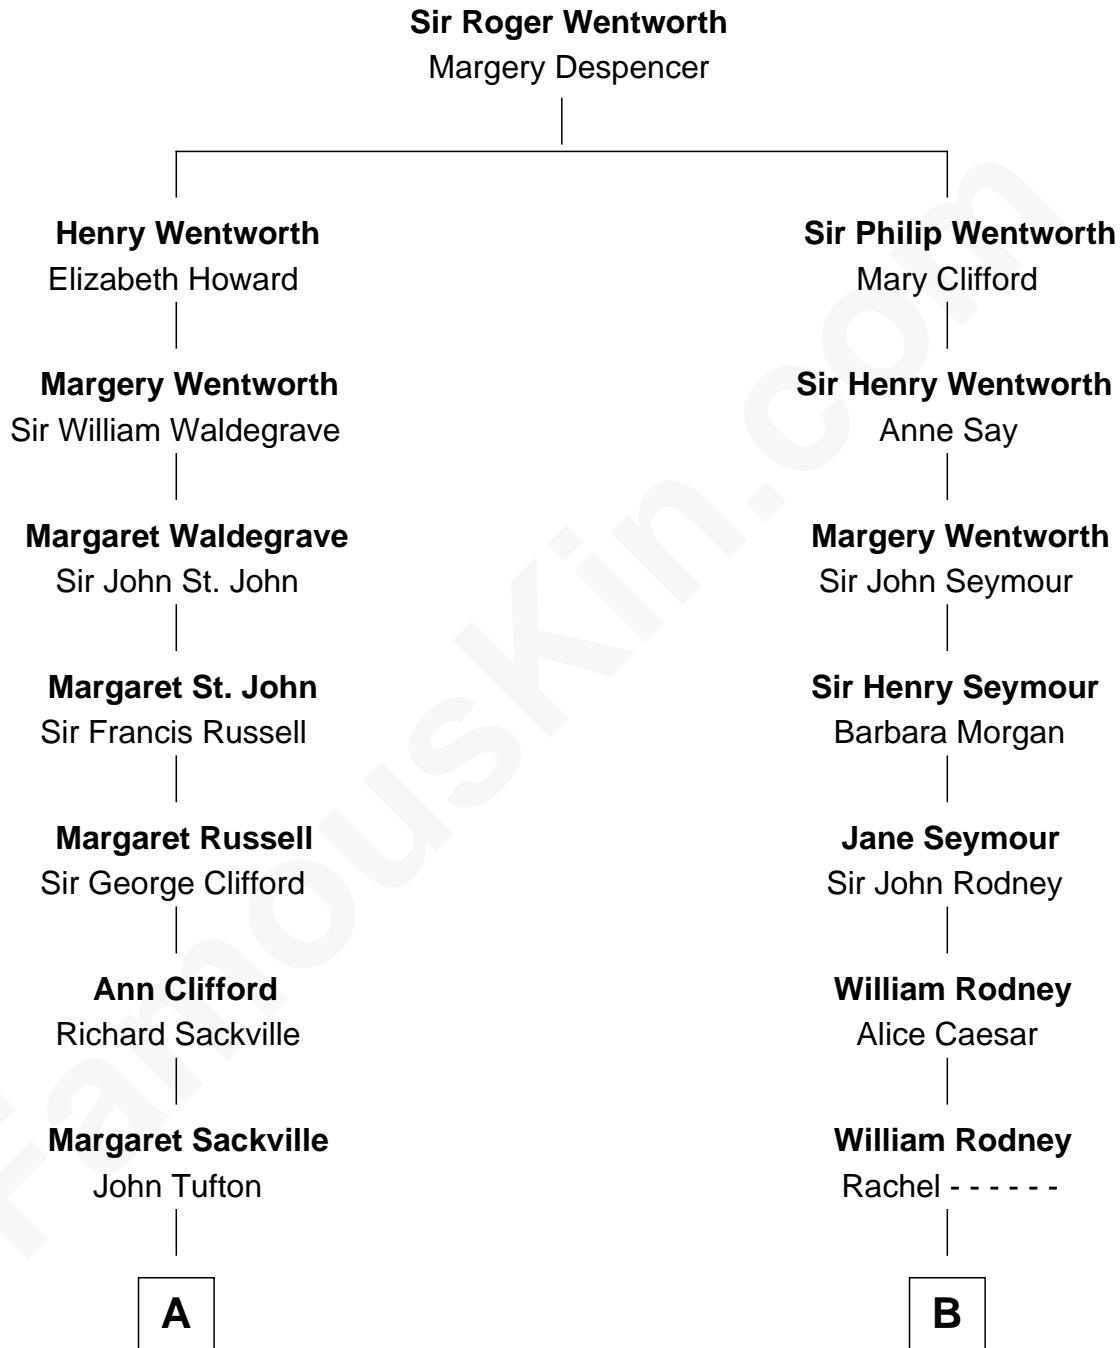 Sir Roger Wentworth
Margery Despencer
Henry Wentworth
Elizabeth Howard
Margery Wentworth
Sir William Waldegrave
Margaret Waldegrave
Sir John St. John
Margaret St. John
Sir Francis Russell
Margaret Russell
Sir George Clifford
Ann Clifford
Richard Sackville
Margaret Sackville
John Tufton
A
Sir Philip Wentworth
Mary Clifford
Sir Henry Wentworth
Anne Say
Margery Wentworth
Sir John Seymour
Sir Henry Seymour
Barbara Morgan
Jane Seymour
Sir John Rodney
William Rodney
Alice Caesar
William Rodney
Rachel - - - - - -
B
FamousKin.com